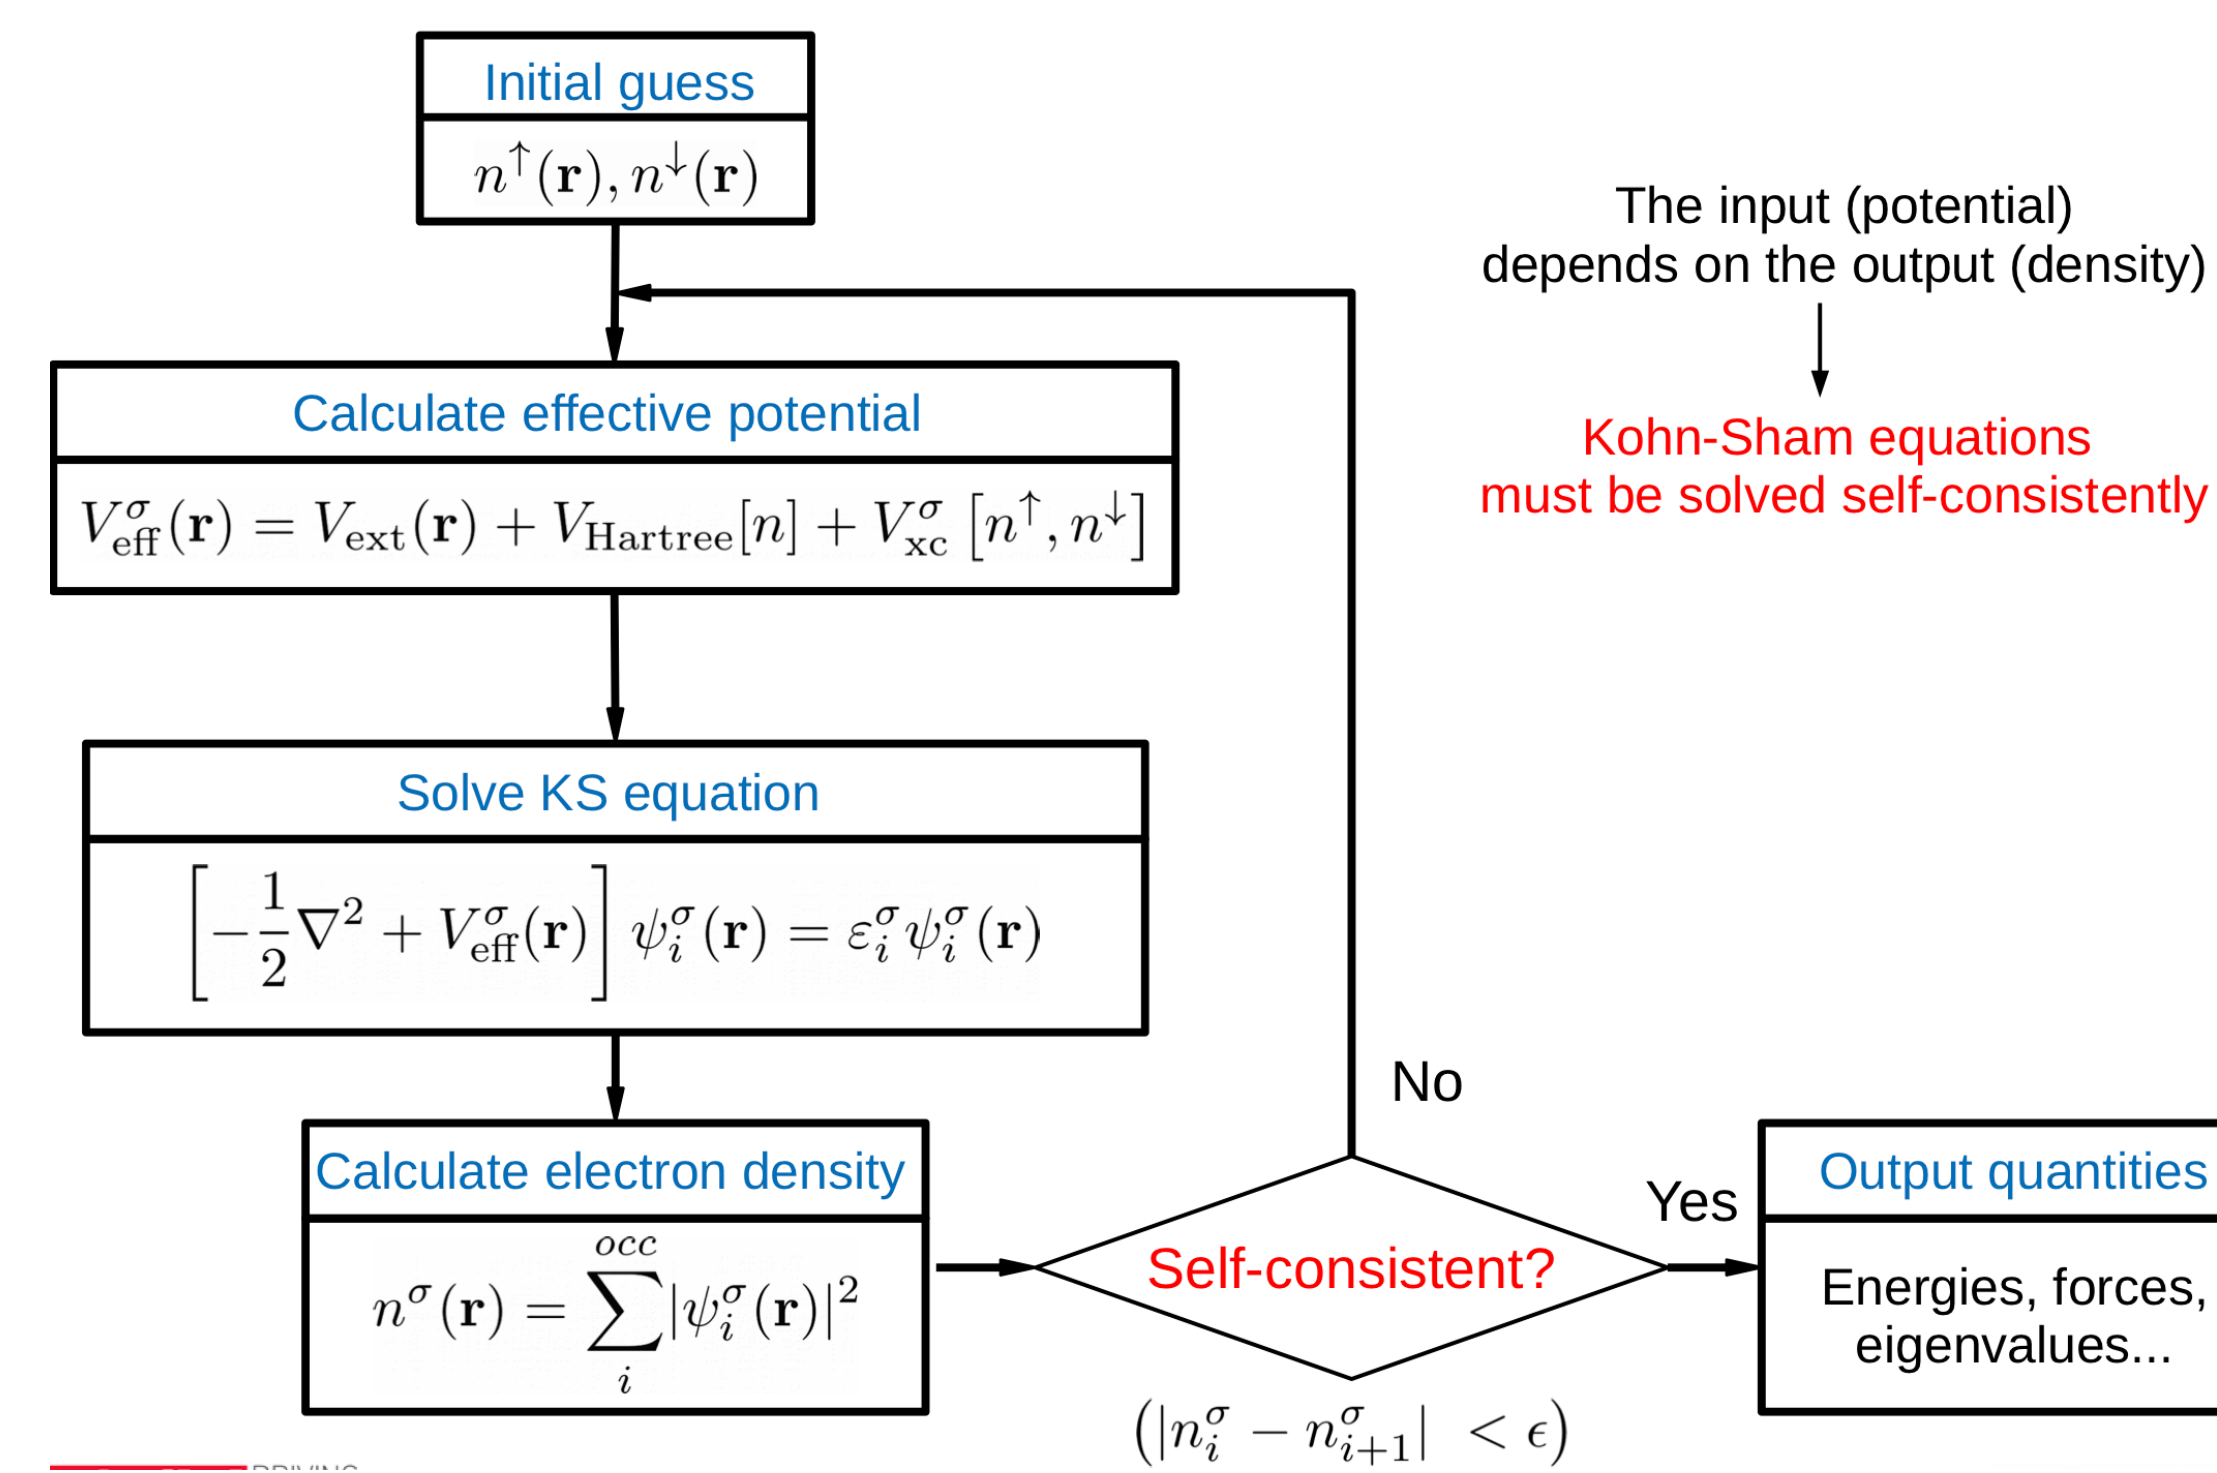 Initial guess
n↑(r), n↓(r)
The input (potential)
depends on the output (density)
Kohn-Sham equations
must be solved self-consistently
Calculate effective potential
V^σ_eff(r) = V_ext(r) + V_Hartree[n] + V^σ_xc [n↑, n↓]
Solve KS equation
[-1/2 ∇² + V^σ_eff(r)] ψ^σ_i(r) = ε^σ_i ψ^σ_i(r)
No
Calculate electron density
n^σ(r) = ∑_i^occ |ψ^σ_i(r)|²
Self-consistent?
(|n^σ_i − n^σ_{i+1}| < ϵ)
Yes
Output quantities
Energies, forces,
eigenvalues...